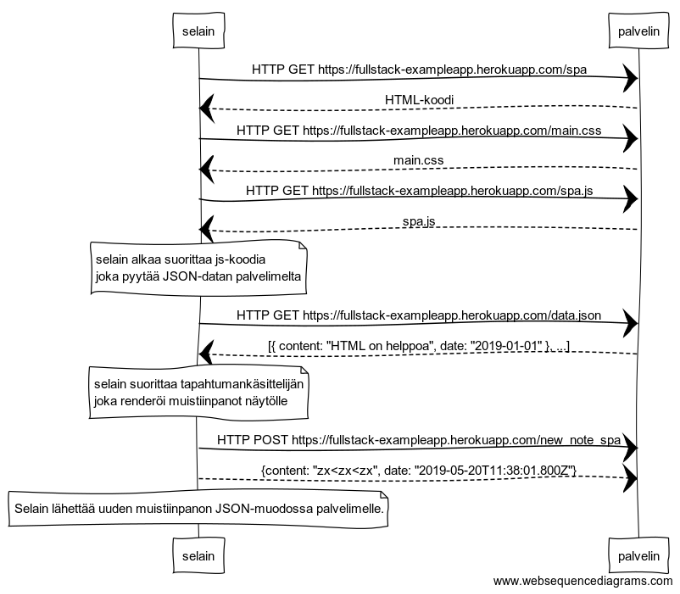 selain palvelin
HTTP GET https://fullstack-exampleapp.herokuapp.com/spa
HTML-koodi
HTTP GET https://fullstack-exampleapp.herokuapp.com/main.css
main.css
HTTP GET https://fullstack-exampleapp.herokuapp.com/spa.js
spa.js
selain alkaa suorittaa js-koodia
joka pyytää JSON-datan palvelimelta
HTTP GET https://fullstack-exampleapp.herokuapp.com/data.json
[{ content: "HTML on helppoa", date: "2019-01-01" }, ...]
selain suorittaa tapahtumankäsittelijän
joka renderöi muistiinpanot näytölle
HTTP POST https://fullstack-exampleapp.herokuapp.com/new_note_spa
{content: "zx<zx<zx", date: "2019-05-20T11:38:01.800Z"}
Selain lähettää uuden muistiinpanon JSON-muodossa palvelimelle.
selain palvelin
www.websequencediagrams.com